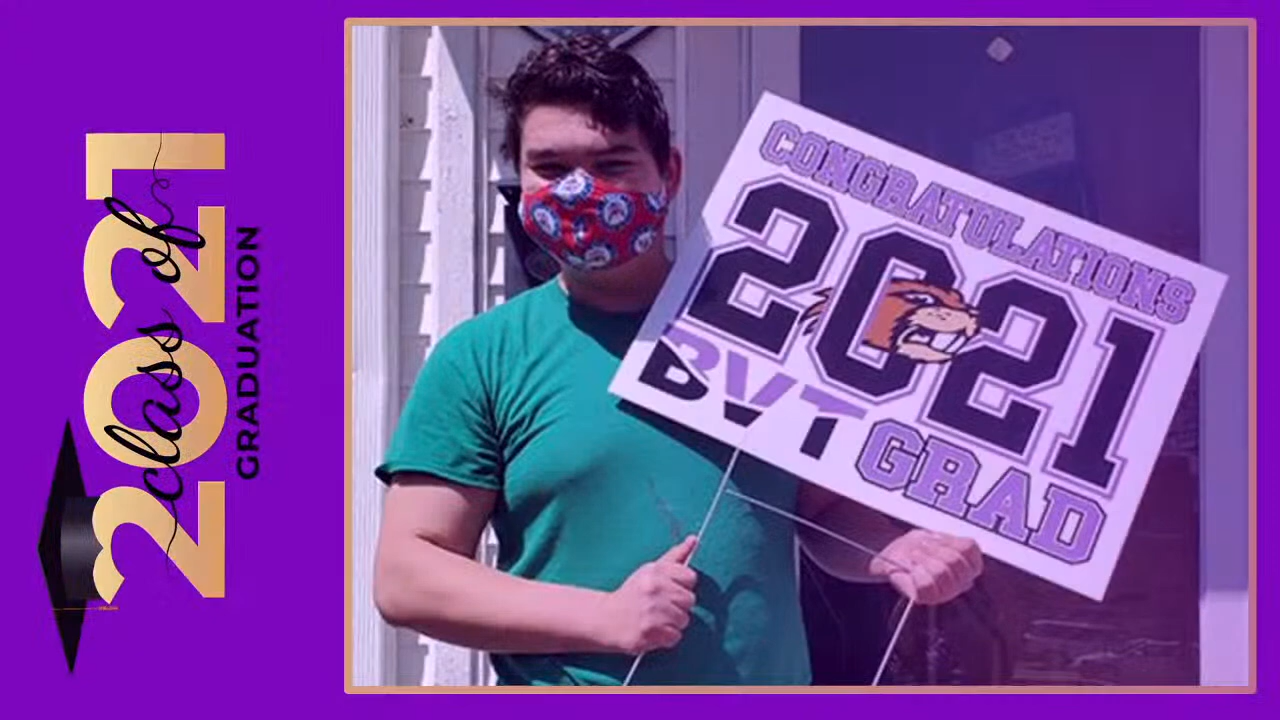 class of
2021
GRADUATION
CONGRATULATIONS
2021
BVT GRAD